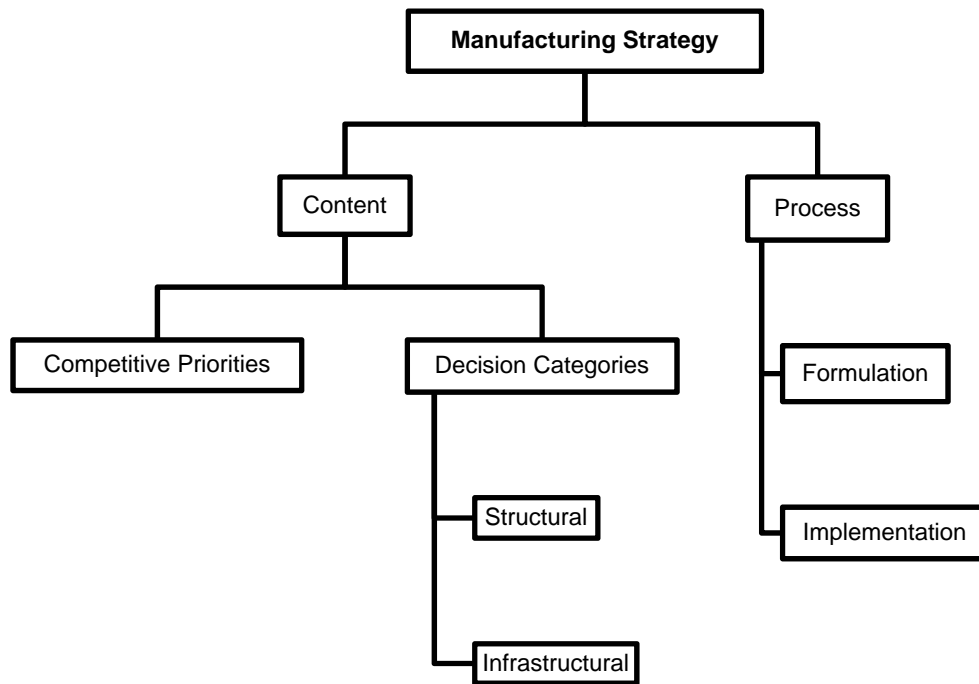 Manufacturing Strategy
Content
Process
Competitive Priorities
Decision Categories
Formulation
Structural
Implementation
Infrastructural